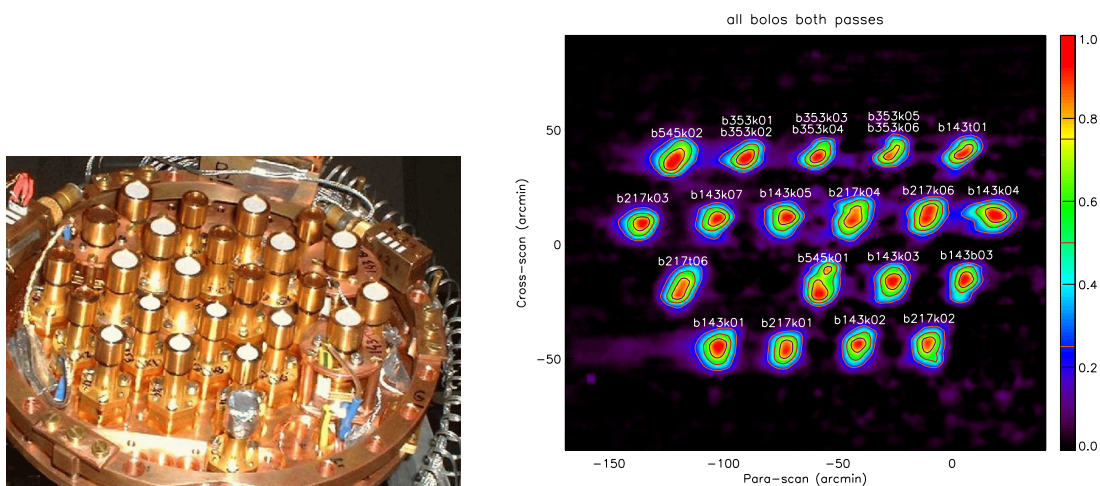 all bolos both passes
b353k01 b353k03 b353k05
b545k02 b353k02 b353k04 b353k06 b143t01
b217k03 b143k07 b143k05 b217k04 b217k06 b143k04
b217t06 b545k01 b143k03 b143b03
b143k01 b217k01 b143k02 b217k02
50
0
−50
Cross-scan (arcmin)
−150 −100 −50 0
Para-scan (arcmin)
1.0
0.8
0.6
0.4
0.2
0.0